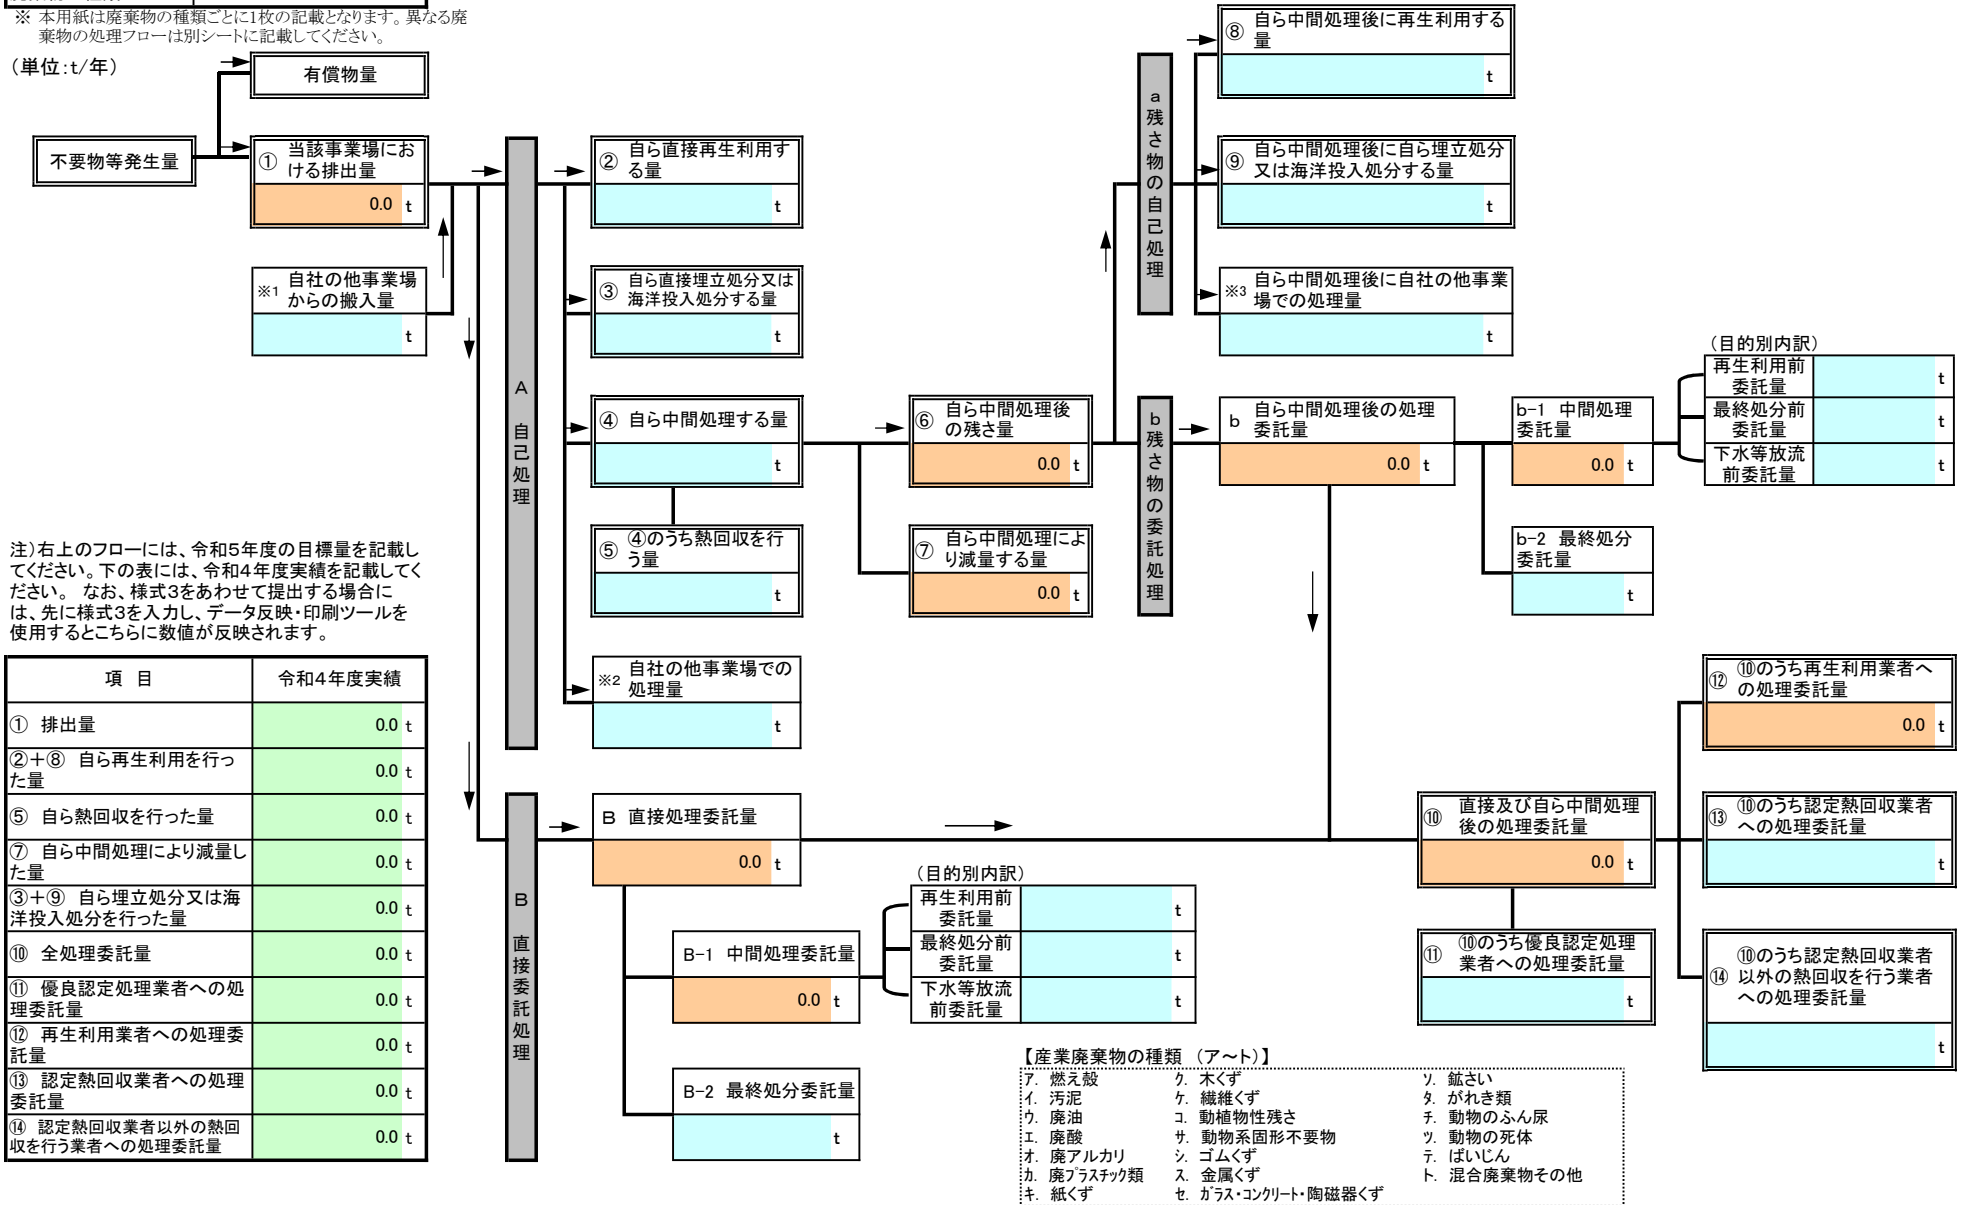 ※ 本用紙は廃棄物の種類ごとに1枚の記載となります。異なる廃
棄物の処理フローは別シートに記載してください。
（単位:t/年）
有償物量
不要物等発生量
① 当該事業場にお
ける排出量
0.0 t
※1 自社の他事業場
からの搬入量
t
A 自己処理
② 自ら直接再生利用す
る量
t
③ 自ら直接埋立処分又は
海洋投入処分する量
t
④ 自ら中間処理する量
t
⑤ ④のうち熱回収を行
う量
t
※2 自社の他事業場での
処理量
t
⑥ 自ら中間処理後
の残さ量
0.0 t
⑦ 自ら中間処理によ
り減量する量
0.0 t
a 残さ物の自己処理
⑧ 自ら中間処理後に再生利用する
量
t
⑨ 自ら中間処理後に自ら埋立処分
又は海洋投入処分する量
t
※3 自ら中間処理後に自社の他事業
場での処理量
t
b 残さ物の委託処理
b 自ら中間処理後の処理
委託量
0.0 t
b-1 中間処理
委託量
0.0 t
b-2 最終処分
委託量
t
（目的別内訳）
再生利用前
委託量
t
最終処分前
委託量
t
下水等放流
前委託量
t
注）右上のフローには、令和5年度の目標量を記載し
てください。下の表には、令和4年度実績を記載してく
ださい。 なお、様式3をあわせて提出する場合に
は、先に様式3を入力し、データ反映・印刷ツールを
使用するとこちらに数値が反映されます。
項 目 令和4年度実績
① 排出量 0.0 t
②＋⑧ 自ら再生利用を行っ
た量 0.0 t
⑤ 自ら熱回収を行った量 0.0 t
⑦ 自ら中間処理により減量し
た量 0.0 t
③＋⑨ 自ら埋立処分又は海
洋投入処分を行った量 0.0 t
⑩ 全処理委託量 0.0 t
⑪ 優良認定処理業者への処
理委託量 0.0 t
⑫ 再生利用業者への処理委
託量 0.0 t
⑬ 認定熱回収業者への処理
委託量 0.0 t
⑭ 認定熱回収業者以外の熱回
収を行う業者への処理委託量 0.0 t
B 直接委託処理
B 直接処理委託量
0.0 t
B-1 中間処理委託量
0.0 t
B-2 最終処分委託量
t
（目的別内訳）
再生利用前
委託量
t
最終処分前
委託量
t
下水等放流
前委託量
t
⑩ 直接及び自ら中間処理
後の処理委託量
0.0 t
⑪ ⑩のうち優良認定処理
業者への処理委託量
t
⑫ ⑩のうち再生利用業者へ
の処理委託量
0.0 t
⑬ ⑩のうち認定熱回収業者
への処理委託量
t
⑭ ⑩のうち認定熱回収業者
以外の熱回収を行う業者
への処理委託量
t
【産業廃棄物の種類 （ア～ト）】
ア. 燃え殻 ク. 木くず ソ. 鉱さい
イ. 汚泥 ケ. 繊維くず タ. がれき類
ウ. 廃油 コ. 動植物性残さ チ. 動物のふん尿
エ. 廃酸 サ. 動物系固形不要物 ツ. 動物の死体
オ. 廃アルカリ シ. ゴムくず テ. ばいじん
カ. 廃プラスチック類 ス. 金属くず ト. 混合廃棄物その他
キ. 紙くず セ. ガラス・コンクリート・陶磁器くず